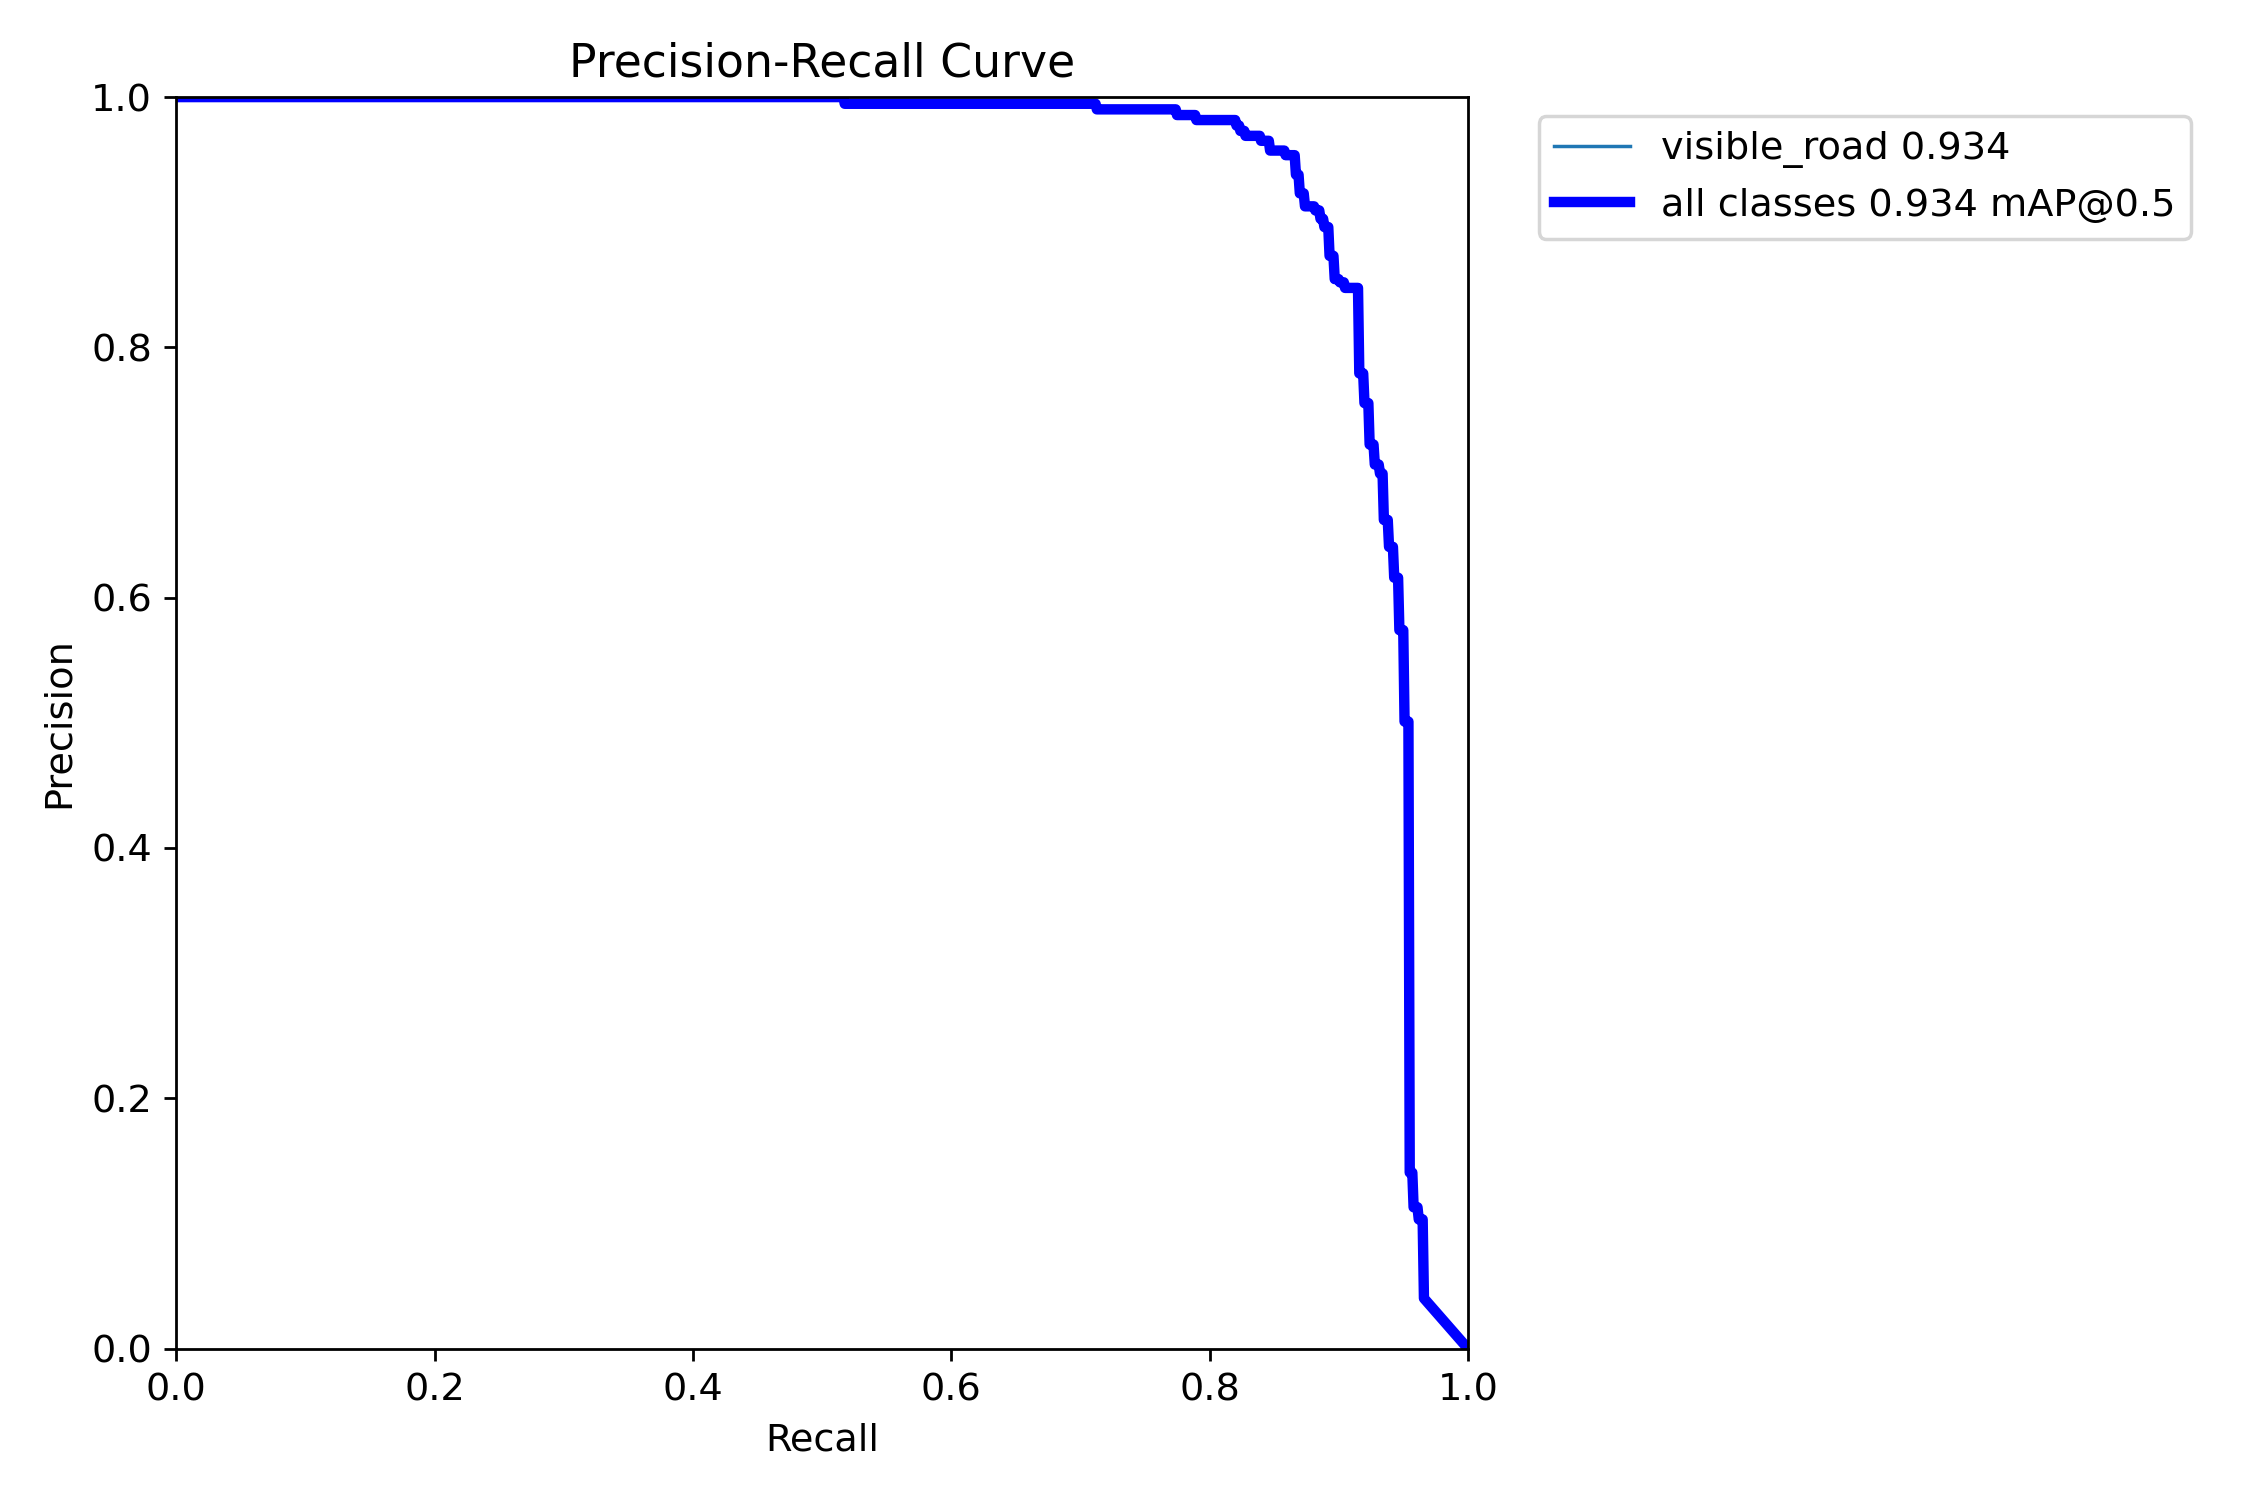 Precision-Recall Curve
1.0
0.8
0.6
0.4
0.2
0.0
Precision
0.0 0.2 0.4 0.6 0.8 1.0
Recall
visible_road 0.934
all classes 0.934 mAP@0.5